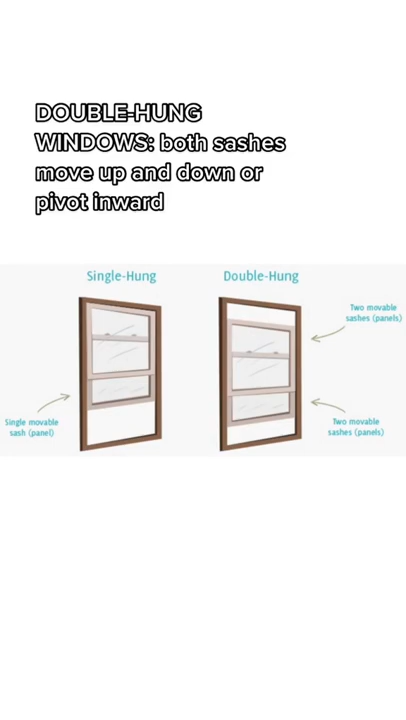 DOUBLE-HUNG
WINDOWS: both sashes
move up and down or
pivot inward
Single-Hung
Double-Hung
Two movable
sashes (panels)
Single movable
sash (panel)
Two movable
sashes (panels)